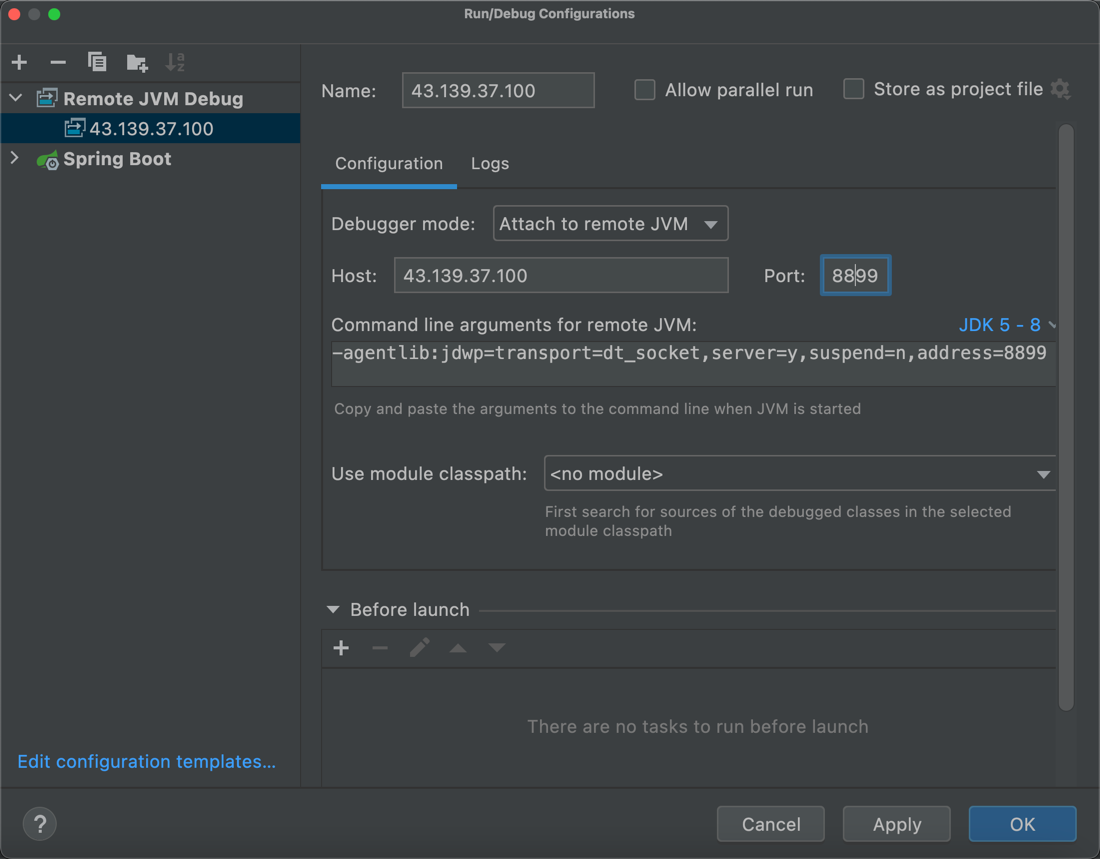 Run/Debug Configurations
Remote JVM Debug
43.139.37.100
Spring Boot
Edit configuration templates...
Name: 43.139.37.100 Allow parallel run Store as project file
Configuration Logs
Debugger mode: Attach to remote JVM
Host: 43.139.37.100 Port: 8899
Command line arguments for remote JVM: JDK 5 - 8
-agentlib:jdwp=transport=dt_socket,server=y,suspend=n,address=8899
Copy and paste the arguments to the command line when JVM is started
Use module classpath: <no module>
First search for sources of the debugged classes in the selected
module classpath
Before launch
There are no tasks to run before launch
? Cancel Apply OK